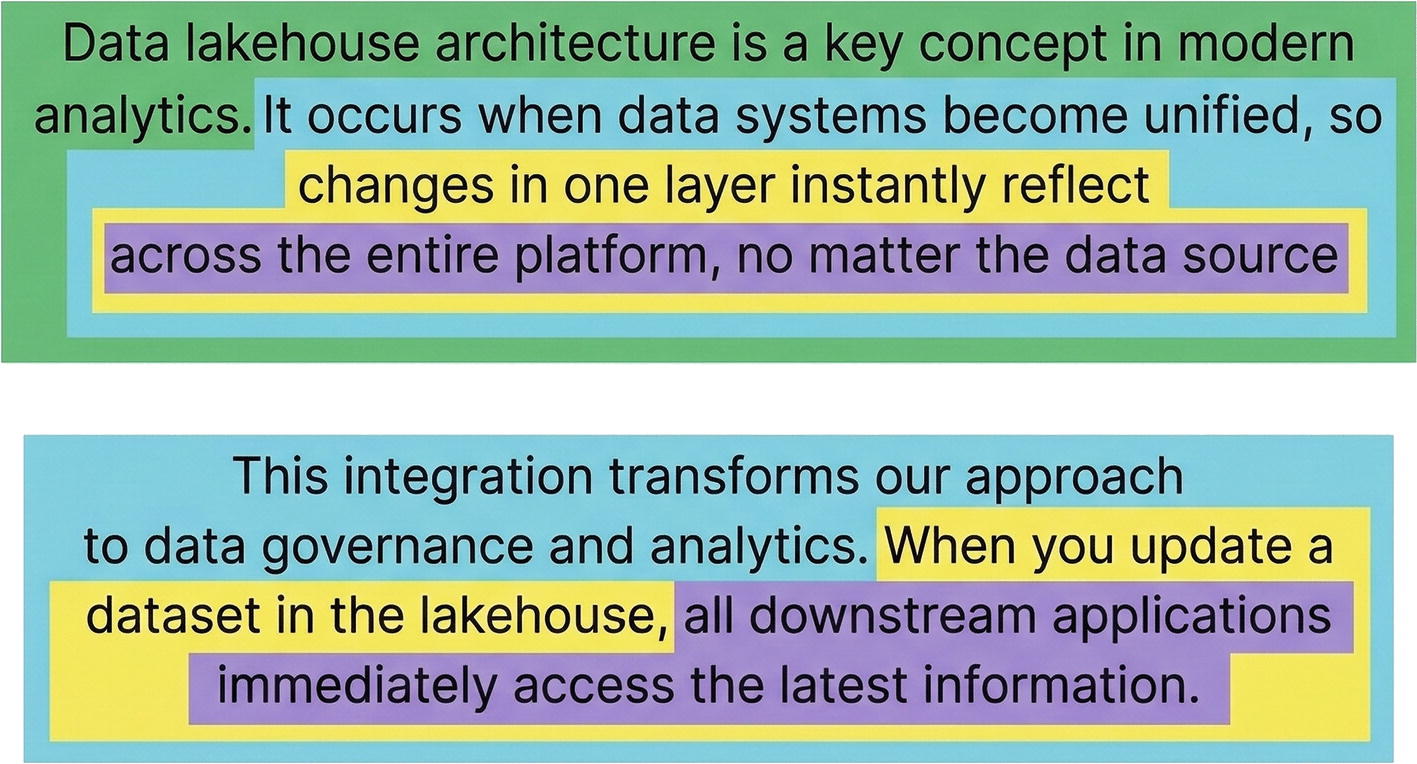 Data lakehouse architecture is a key concept in modern
analytics. It occurs when data systems become unified, so
changes in one layer instantly reflect
across the entire platform, no matter the data source
This integration transforms our approach
to data governance and analytics. When you update a
dataset in the lakehouse, all downstream applications
immediately access the latest information.